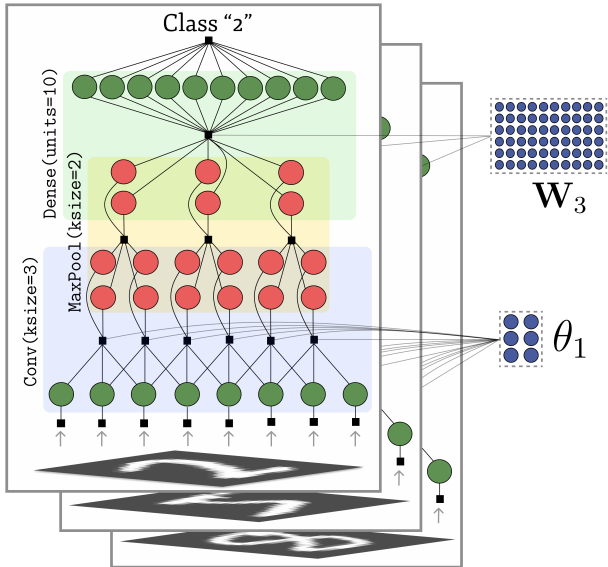 Class “2”
Dense(units=10)
MaxPool(ksize=2)
Conv(ksize=3)
W₃
θ₁